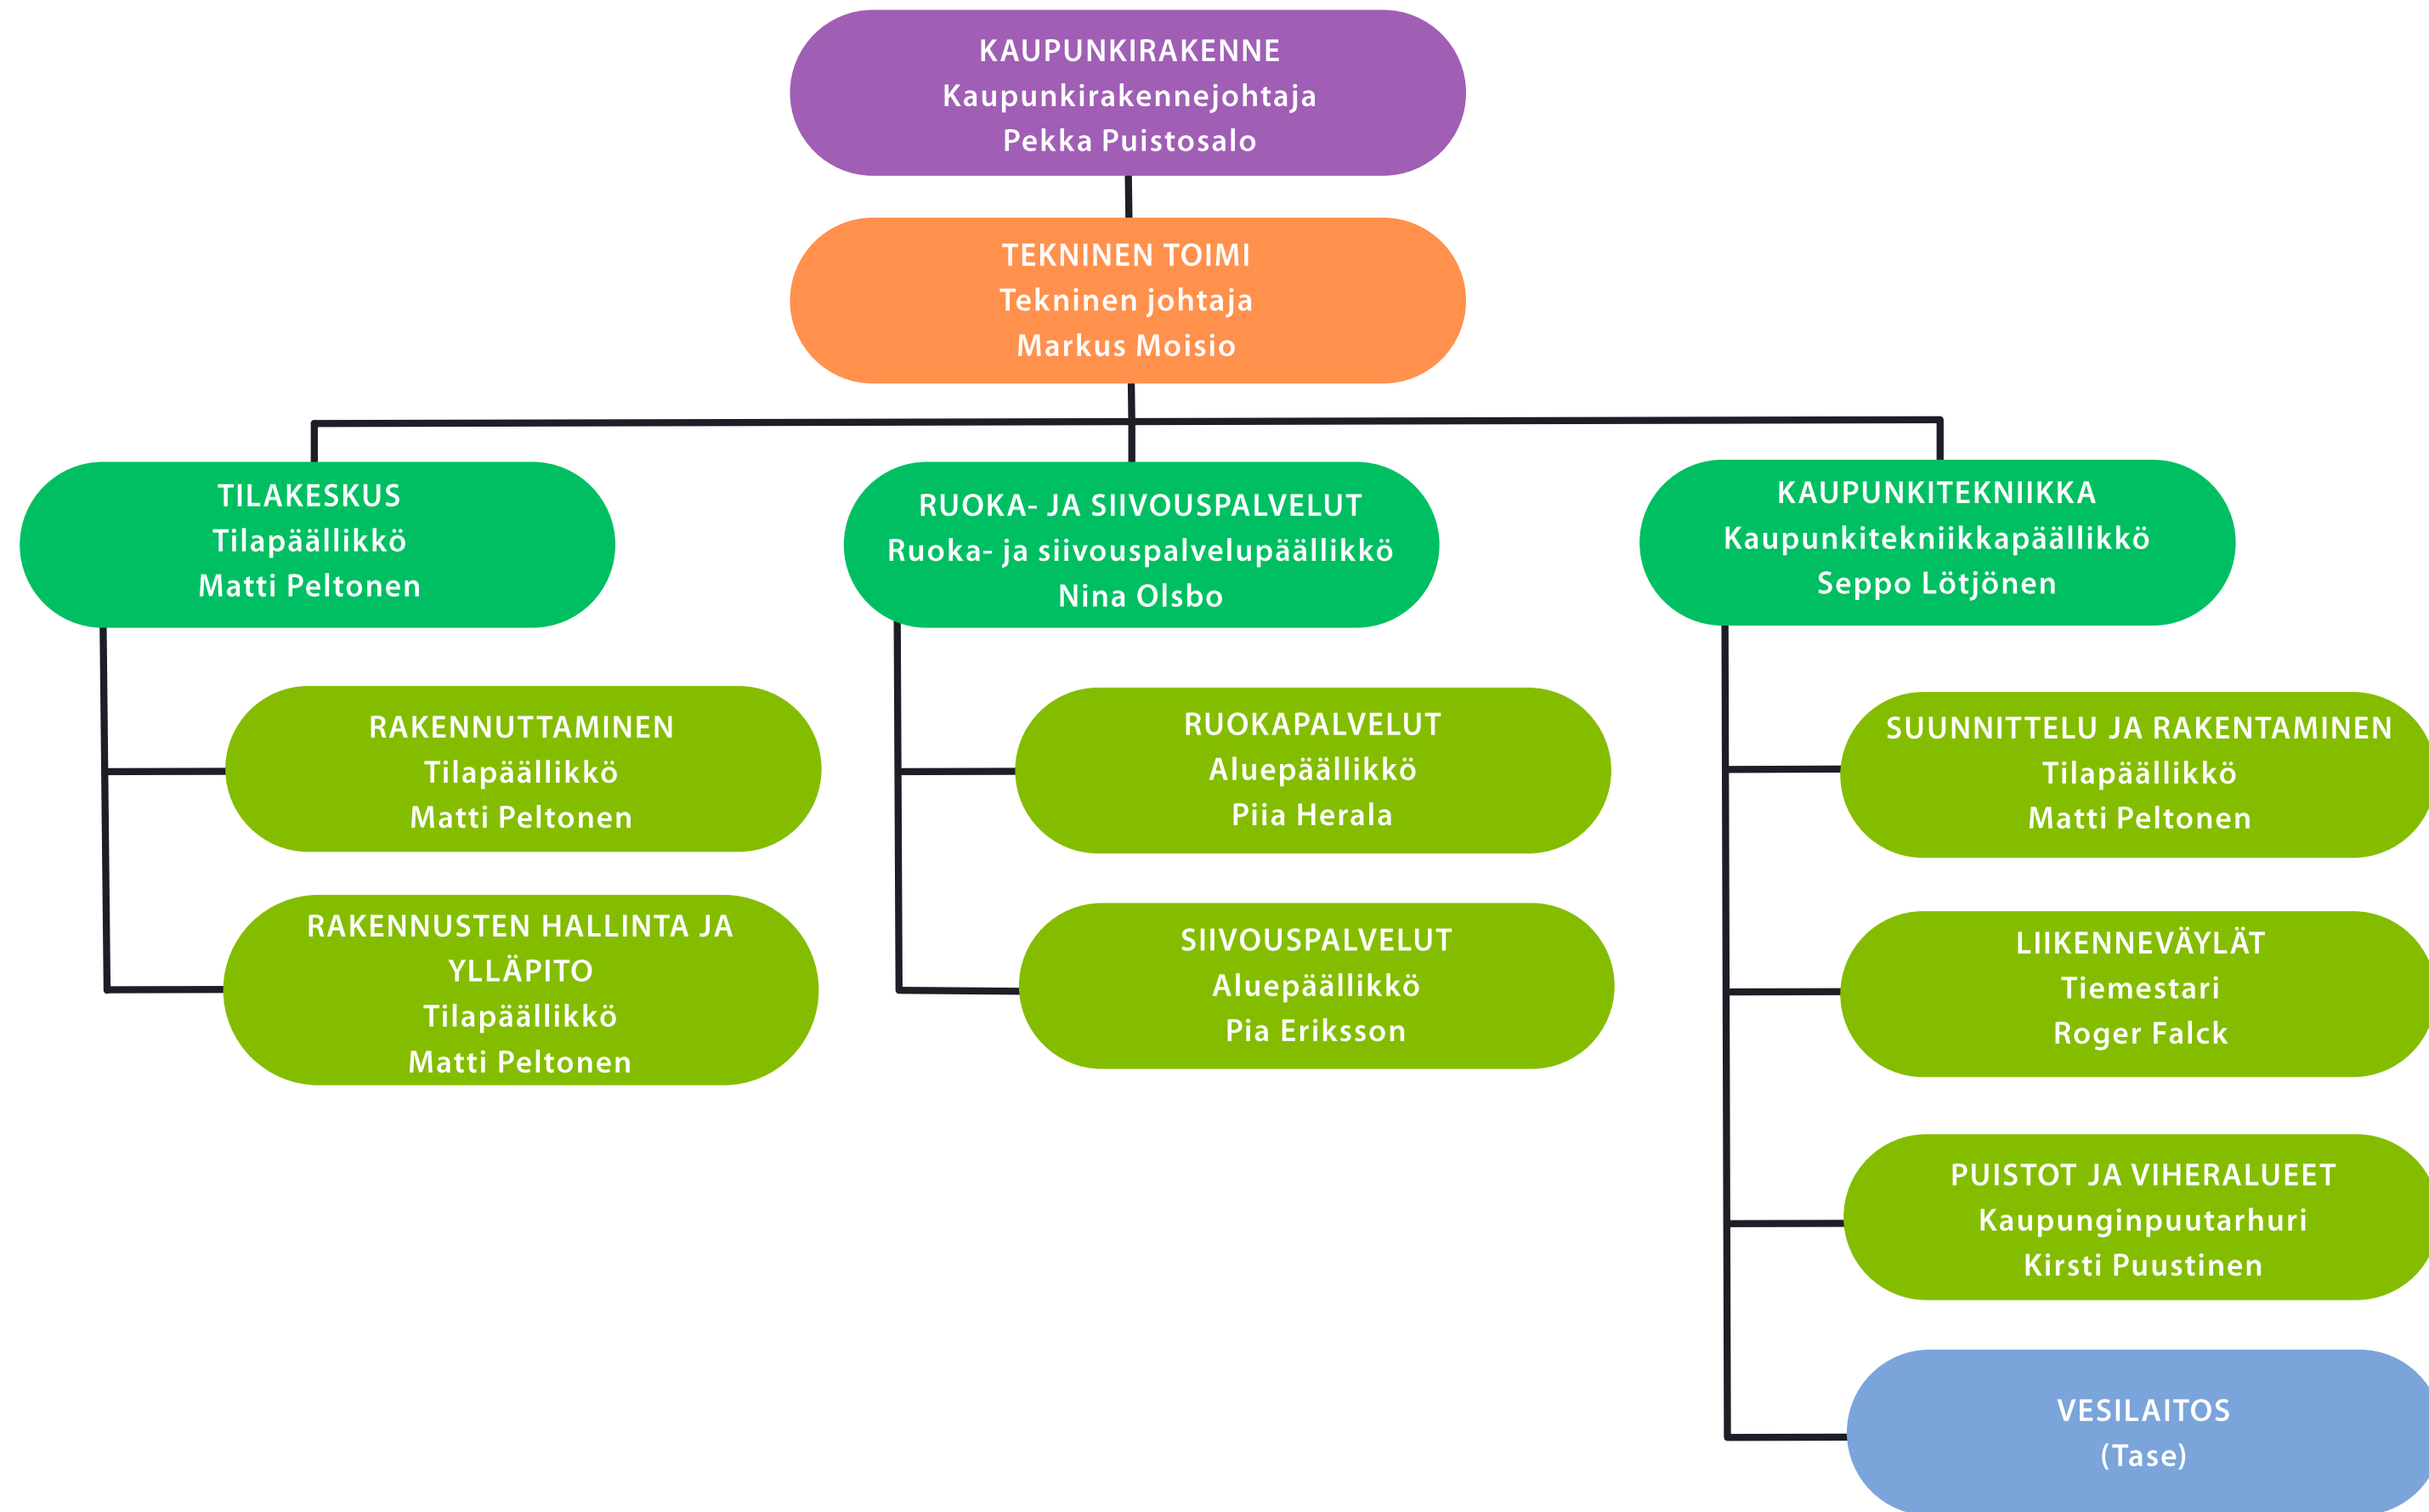 KAUPUNKIRAKENNE
Kaupunkirakennejohtaja
Pekka Puistosalo
TEKNINEN TOIMI
Tekninen johtaja
Markus Moisio
TILAKESKUS
Tilapäällikkö
Matti Peltonen
RAKENNUTTAMINEN
Tilapäällikkö
Matti Peltonen
RAKENNUSTEN HALLINTA JA
YLLÄPITO
Tilapäällikkö
Matti Peltonen
RUOKA- JA SIIVOUSPALVELUT
Ruoka- ja siivouspalvelupäällikkö
Nina Olsbo
RUOKAPALVELUT
Aluepäällikkö
Piia Herala
SIIVOUSPALVELUT
Aluepäällikkö
Pia Eriksson
KAUPUNKITEKNIIKKA
Kaupunkitekniikkapäällikkö
Seppo Lötjönen
SUUNNITTELU JA RAKENTAMINEN
Tilapäällikkö
Matti Peltonen
LIIKENNEVÄYLÄT
Tiemestari
Roger Falck
PUISTOT JA VIHERALUEET
Kaupunginpuutarhuri
Kirsti Puustinen
VESILAITOS
(Tase)